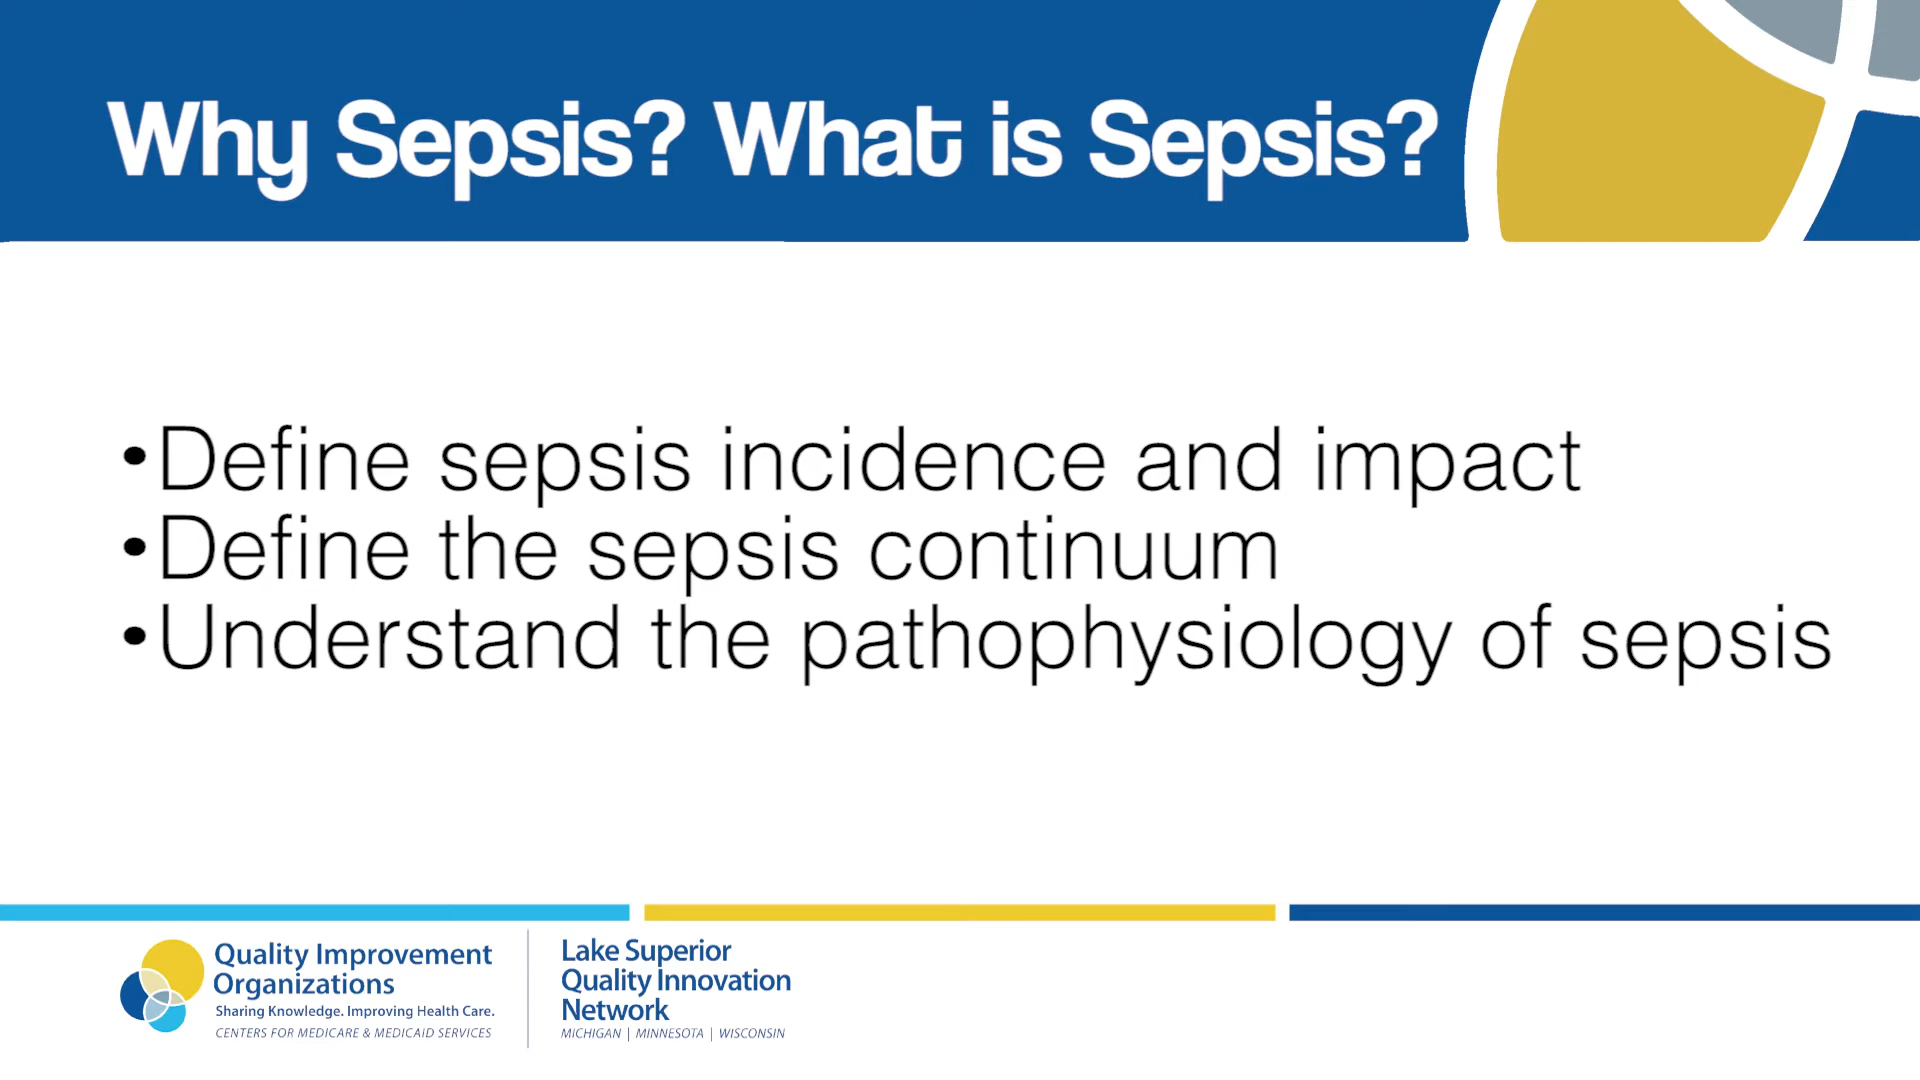 Why Sepsis? What is Sepsis?
•Define sepsis incidence and impact
•Define the sepsis continuum
•Understand the pathophysiology of sepsis
Quality Improvement
Organizations
Sharing Knowledge. Improving Health Care.
CENTERS FOR MEDICARE & MEDICAID SERVICES
Lake Superior
Quality Innovation
Network
MICHIGAN | MINNESOTA | WISCONSIN